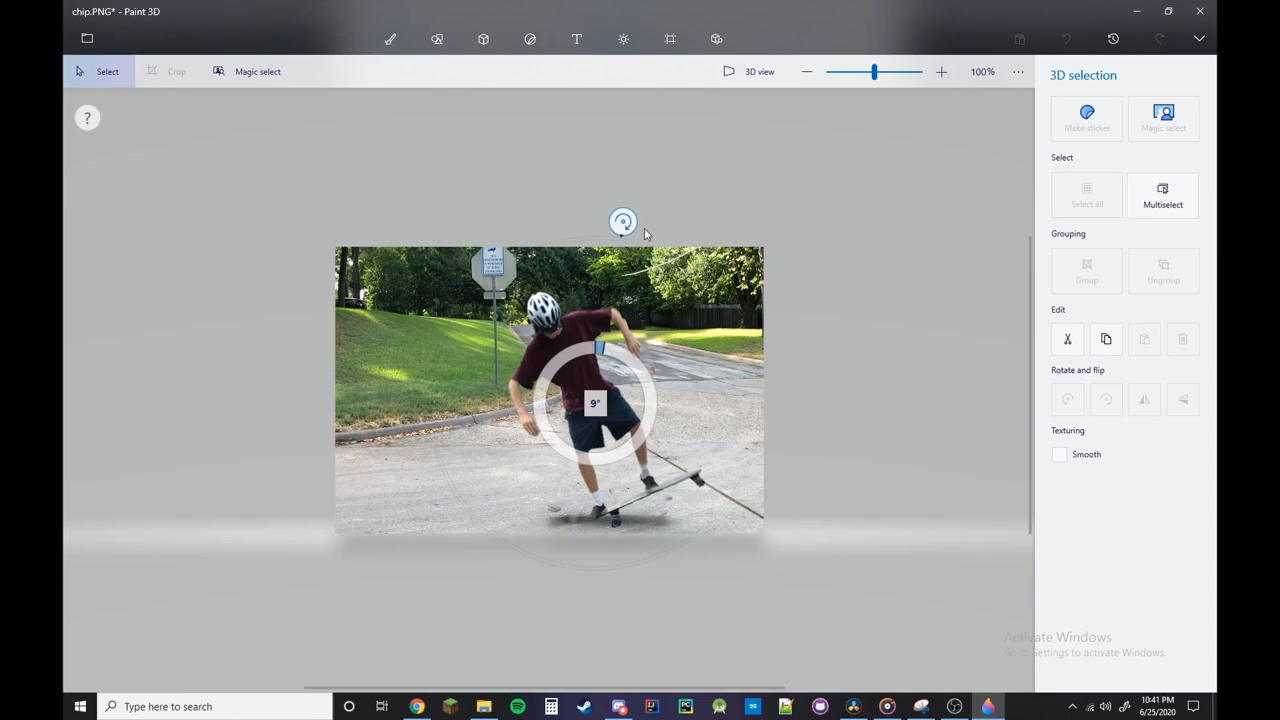 chip.PNG* - Paint 3D
Select
Crop
Magic select
3D view
100%
3D selection
Make sticker
Magic select
Select
Select all
Multiselect
Grouping
Group
Ungroup
Edit
Rotate and flip
Texturing
Smooth
?
9°
Activate Windows
Go to Settings to activate Windows.
Type here to search
10:41 PM
6/25/2020